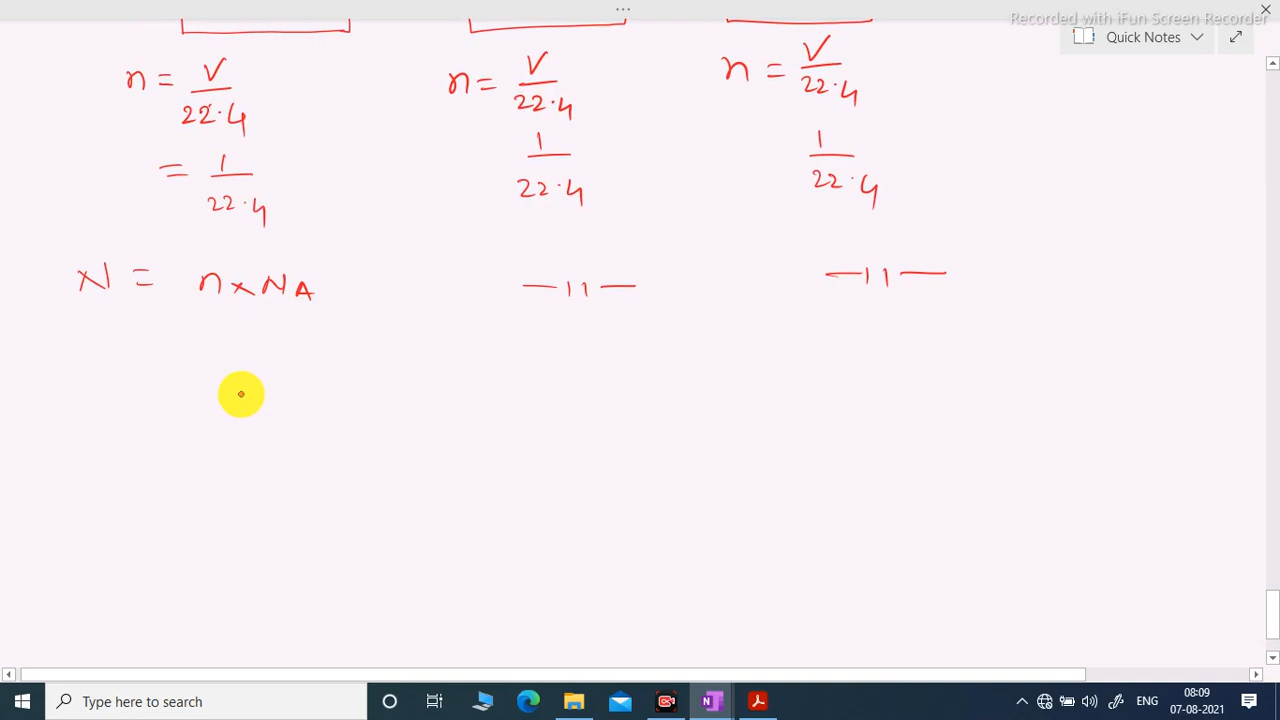 Recorded with iFun Screen Recorder
Quick Notes
n = V/22.4
n = V/22.4
n = V/22.4
= 1/22.4
1/22.4
1/22.4
N = n × NA
—11—
—11—
Type here to search
ENG
08:09
07-08-2021